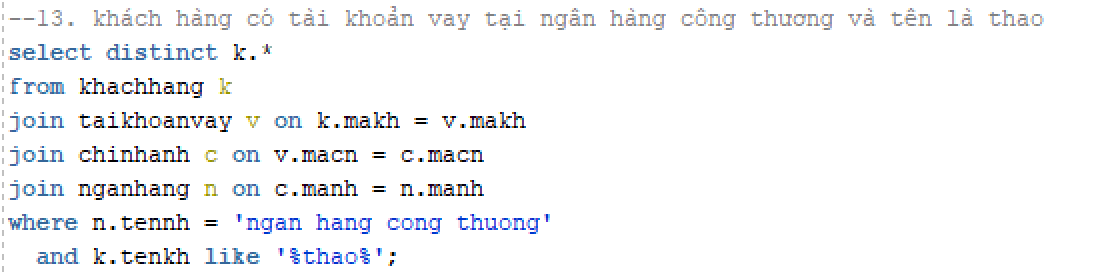 --13. khách hàng có tài khoản vay tại ngân hàng công thương và tên là thao
select distinct k.*
from khachhang k
join taikhoanvay v on k.makh = v.makh
join chinhanh c on v.macn = c.macn
join nganhang n on c.manh = n.manh
where n.tennh = 'ngan hang cong thuong'
  and k.tenkh like '%thao%';